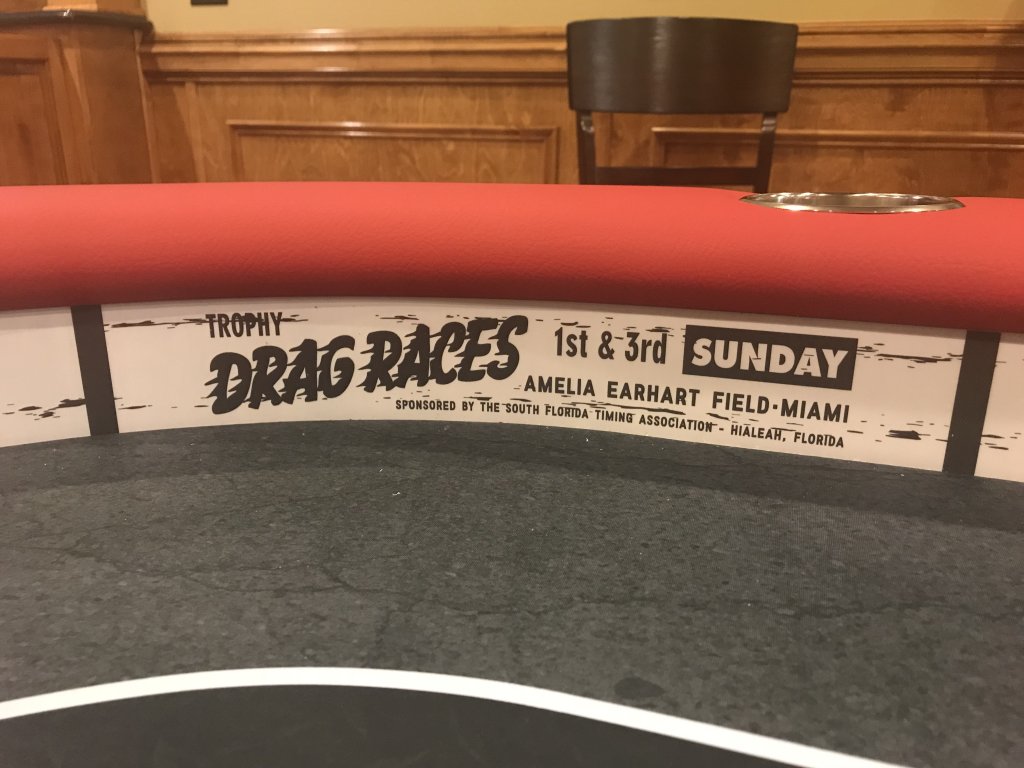 TROPHY
DRAG RACES 1st & 3rd SUNDAY
AMELIA EARHART FIELD·MIAMI
SPONSORED BY THE SOUTH FLORIDA TIMING ASSOCIATION - HIALEAH, FLORIDA